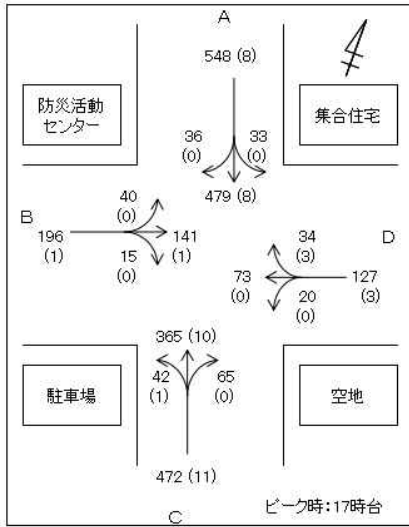 A
548 (8)
防災活動
センター
集合住宅
36
(0)
33
(0)
479 (8)
40
(0)
B
196
(1)
141
(1)
15
(0)
34
(3)
D
73
(0)
127
(3)
20
(0)
365 (10)
42
(1)
65
(0)
駐車場
空地
472 (11)
C
ピーク時：17時台